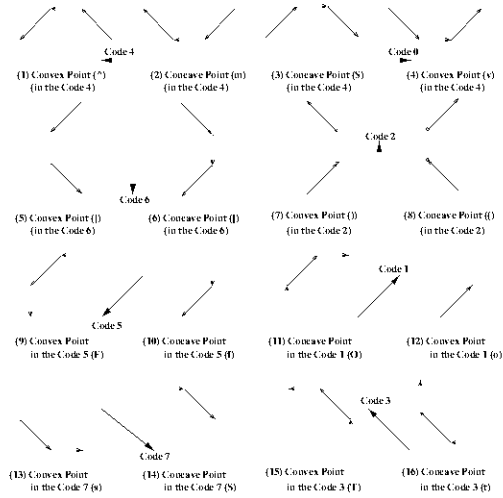 Code 4
Code 0
(1) Convex Point (^)
(in the Code 4)
(2) Concave Point (m)
(in the Code 4)
(3) Concave Point (S)
(in the Code 4)
(4) Convex Point (v)
(in the Code 4)
Code 2
Code 6
(5) Convex Point (|)
(in the Code 6)
(6) Concave Point (|)
(in the Code 6)
(7) Convex Point ())
(in the Code 2)
(8) Concave Point (()
(in the Code 2)
Code 1
Code 5
(9) Convex Point
in the Code 5 (F)
(10) Concave Point
in the Code 5 (f)
(11) Concave Point
in the Code 1 (O)
(12) Convex Point
in the Code 1 (o)
Code 3
Code 7
(13) Convex Point
in the Code 7 (s)
(14) Concave Point
in the Code 7 (S)
(15) Convex Point
in the Code 3 (T)
(16) Concave Point
in the Code 3 (t)